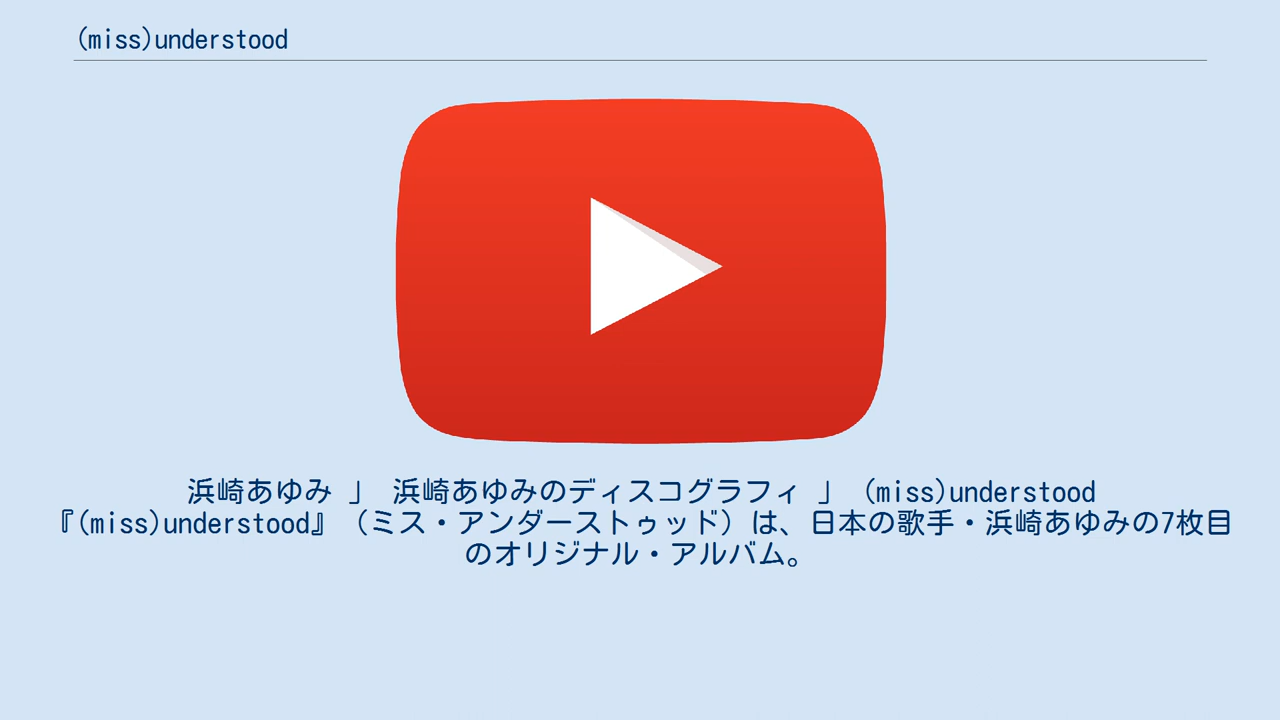 (miss)understood
浜崎あゆみ 」 浜崎あゆみのディスコグラフィ 」 (miss)understood
『(miss)understood』（ミス・アンダーストゥッド）は、日本の歌手・浜崎あゆみの7枚目
のオリジナル・アルバム。